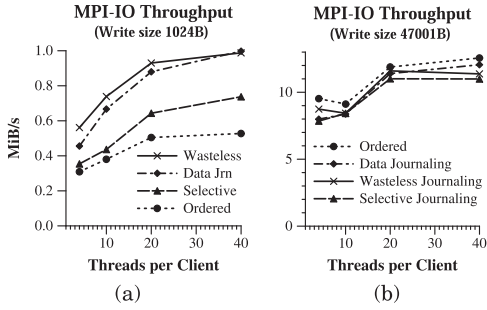 MPI-IO Throughput
(Write size 1024B)
MiB/s
1.0
0.8
0.6
0.4
0.2
0.0
Wasteless
Data Jrn
Selective
Ordered
10
20
30
40
Threads per Client
(a)
MPI-IO Throughput
(Write size 47001B)
10
5
0
Ordered
Data Journaling
Wasteless Journaling
Selective Journaling
10
20
30
40
Threads per Client
(b)